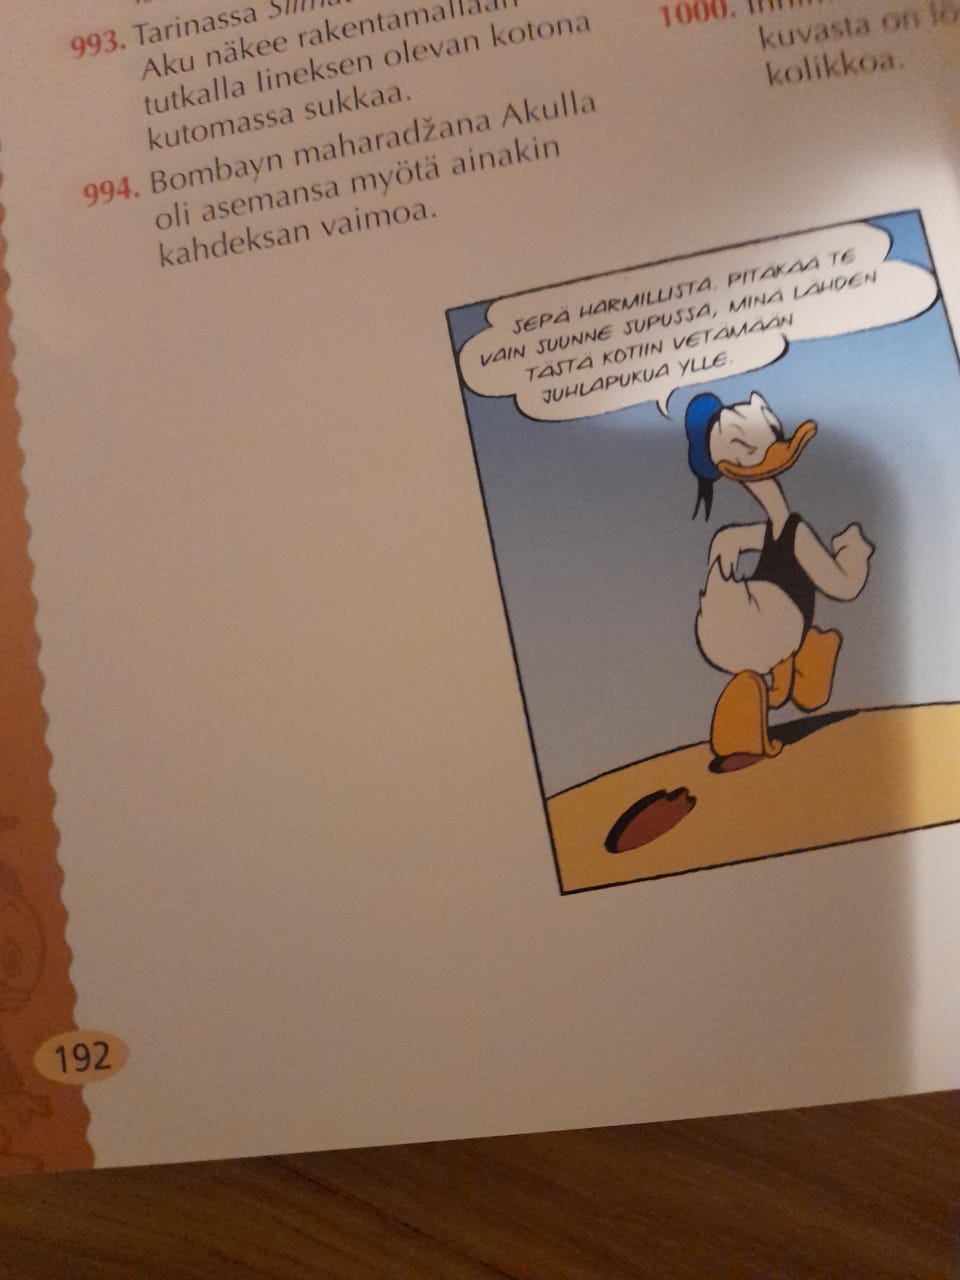 993. Tarinassa
Aku näkee rakentamallaan
tutkalla Iineksen olevan kotona
kutomassa sukkaa.
994. Bombayn maharadžana Akulla
oli asemansa myötä ainakin
kahdeksan vaimoa.
1000.
kuvasta on
kolikkoa.
SEPÄ HARMILLISTA. PITÄKÄÄ TE
VAIN SUUNNE SUPUSSA, MINÄ LÄHDEN
TÄSTÄ KOTIIN VETÄMÄÄN
JUHLAPUKUA YLLE.
192